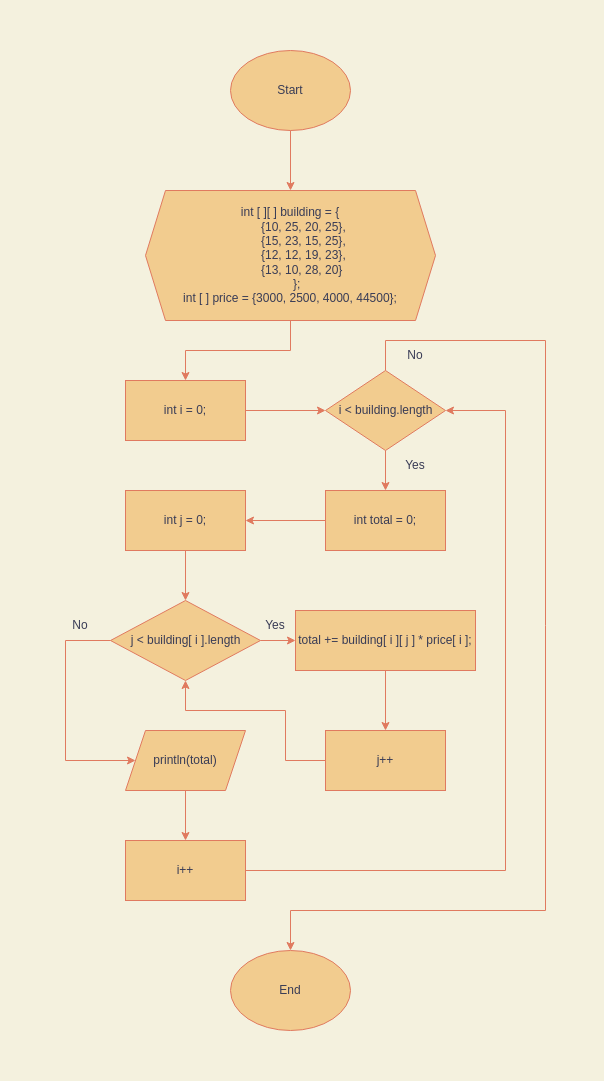 Start
int [ ][ ] building = {
{10, 25, 20, 25},
{15, 23, 15, 25},
{12, 12, 19, 23},
{13, 10, 28, 20}
};
int [ ] price = {3000, 2500, 4000, 44500};
No
int i = 0;
i < building.length
Yes
int j = 0;
int total = 0;
No
Yes
j < building[ i ].length
total += building[ i ][ j ] * price[ i ];
println(total)
j++
i++
End